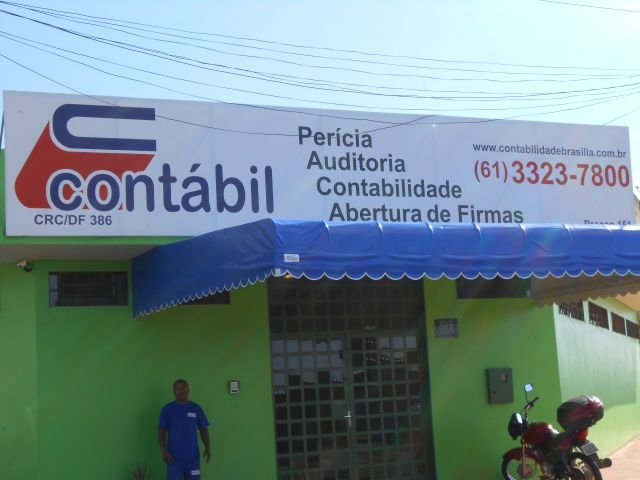 contábil
CRC/DF 386
Perícia
Auditoria
Contabilidade
Abertura de Firmas
www.contabilidadebrasilia.com.br
(61) 3323-7800